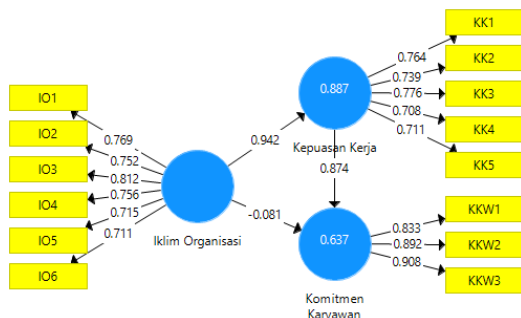 KK1
KK2
KK3
KK4
KK5
0.764
0.739
0.776
0.708
0.711
0.887
Kepuasan Kerja
IO1
IO2
IO3
IO4
IO5
IO6
0.769
0.752
0.812
0.756
0.715
0.711
Iklim Organisasi
0.942
0.874
-0.081
0.637
Komitmen
Karyawan
0.833
0.892
0.908
KKW1
KKW2
KKW3